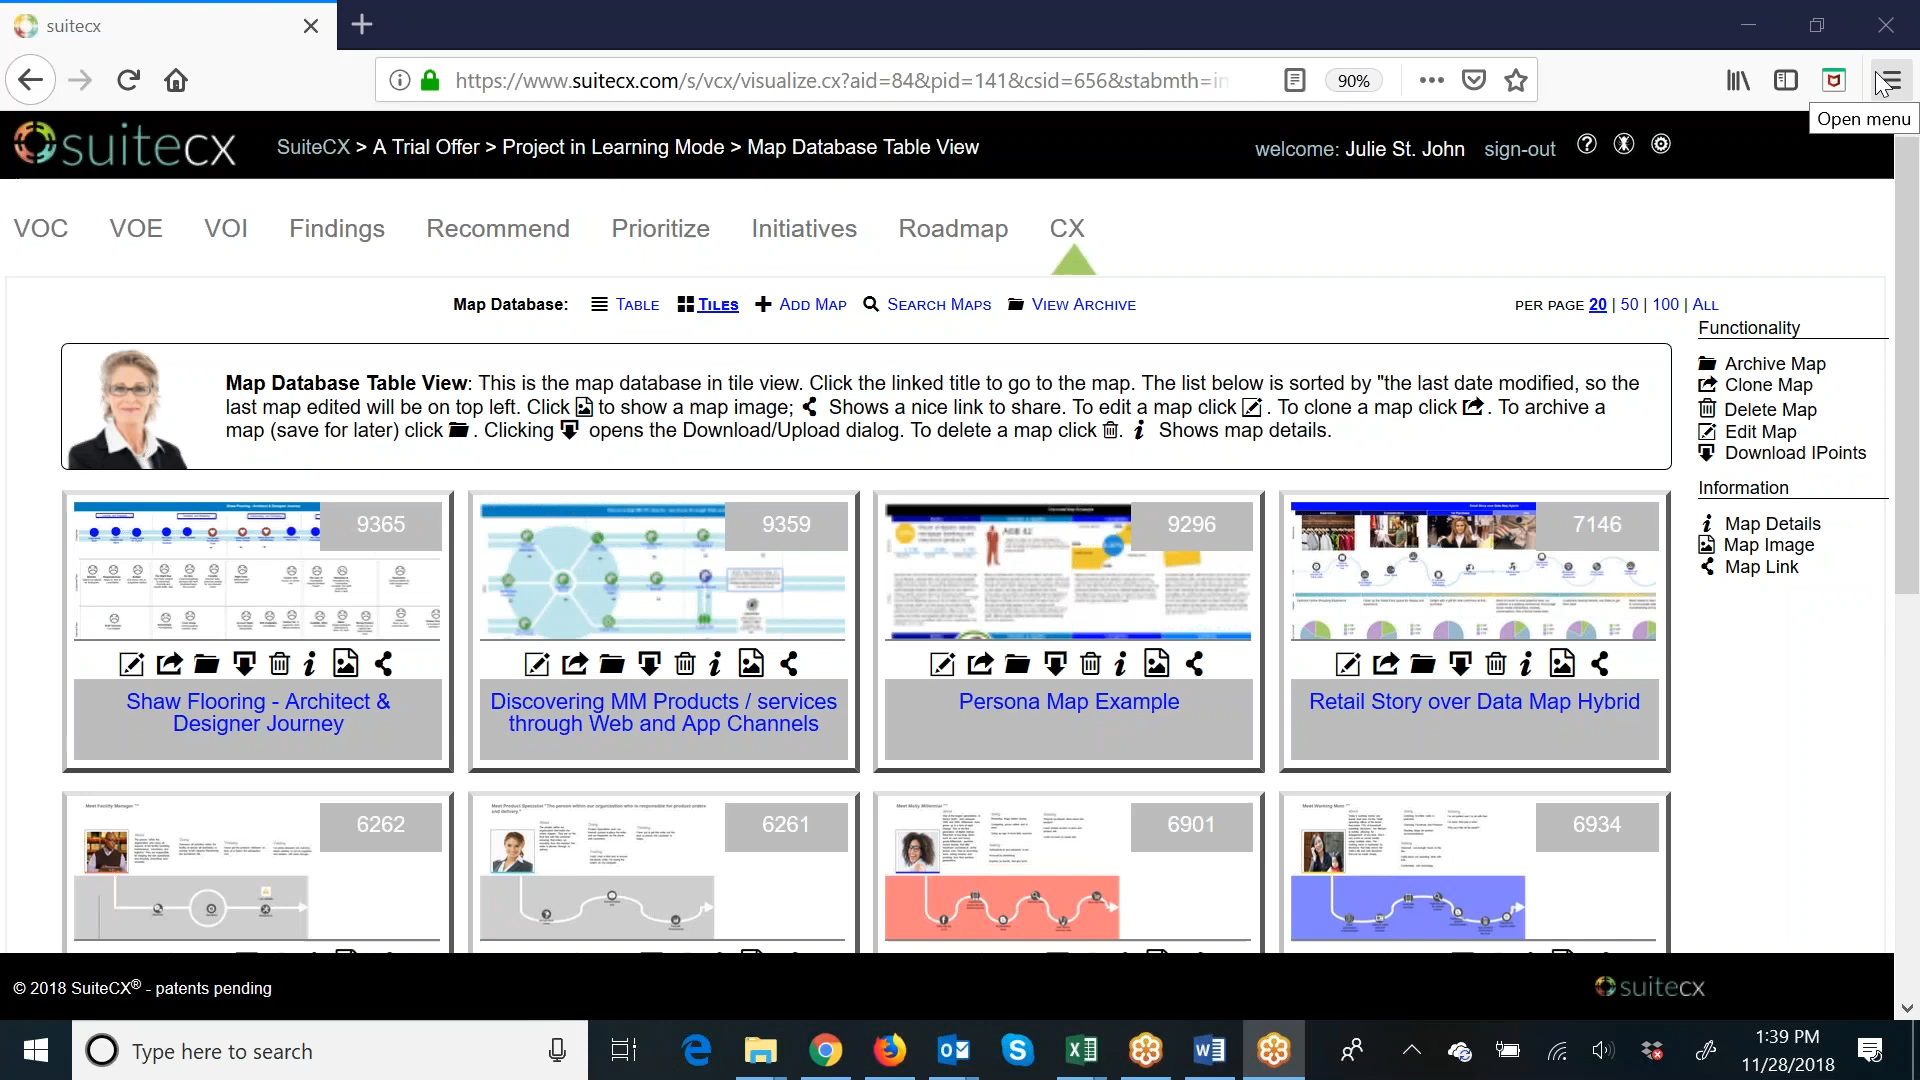 suitecx
https://www.suitecx.com/s/vcx/visualize.cx?aid=84&pid=141&csid=656&stabmth=in
90%
Open menu
suitecx
SuiteCX > A Trial Offer > Project in Learning Mode > Map Database Table View
welcome: Julie St. John sign-out
VOC VOE VOI Findings Recommend Prioritize Initiatives Roadmap CX
Map Database: TABLE TILES ADD MAP SEARCH MAPS VIEW ARCHIVE
PER PAGE 20 | 50 | 100 | ALL
Functionality
Archive Map
Clone Map
Delete Map
Edit Map
Download IPoints
Information
Map Details
Map Image
Map Link
Map Database Table View: This is the map database in tile view. Click the linked title to go to the map. The list below is sorted by "the last date modified, so the
last map edited will be on top left. Click to show a map image; Shows a nice link to share. To edit a map click . To clone a map click . To archive a
map (save for later) click . Clicking opens the Download/Upload dialog. To delete a map click . Shows map details.
9365
9359
9296
7146
Shaw Flooring - Architect &
Designer Journey
Discovering MM Products / services
through Web and App Channels
Persona Map Example
Retail Story over Data Map Hybrid
Meet Facility Manager
6262
6261
Meet Molly Millennial
6901
Meet Working Mom
6934
© 2018 SuiteCX® - patents pending
suitecx
Type here to search
1:39 PM
11/28/2018